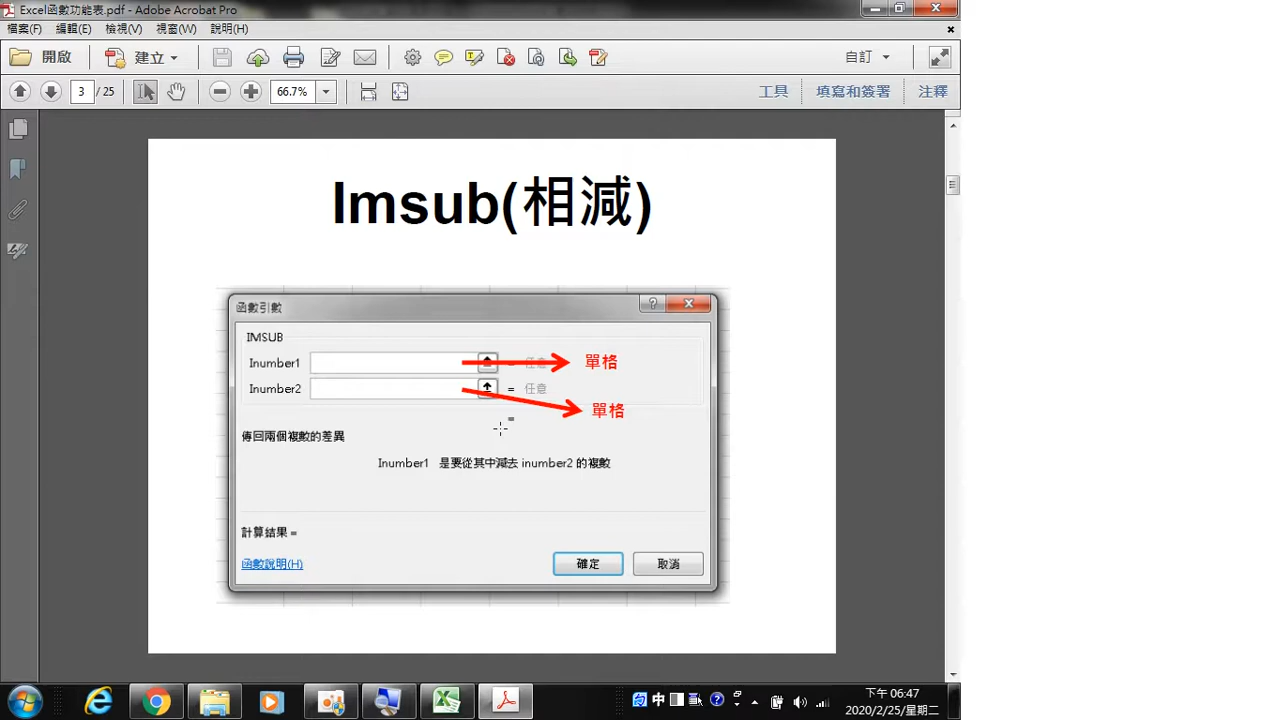 Excel函數功能表.pdf - Adobe Acrobat Pro
檔案(F) 編輯(E) 檢視(V) 視窗(W) 說明(H)
開啟 建立
3 / 25 66.7% 工具 填寫和簽署 注釋
自訂
Imsub(相減)
函數引數
IMSUB
Inumber1 = 任意 單格
Inumber2 = 任意
單格
=
傳回兩個複數的差異
Inumber1 是要從其中減去 inumber2 的複數
計算結果 =
函數說明(H) 確定 取消
中
下午 06:47
2020/2/25/星期二